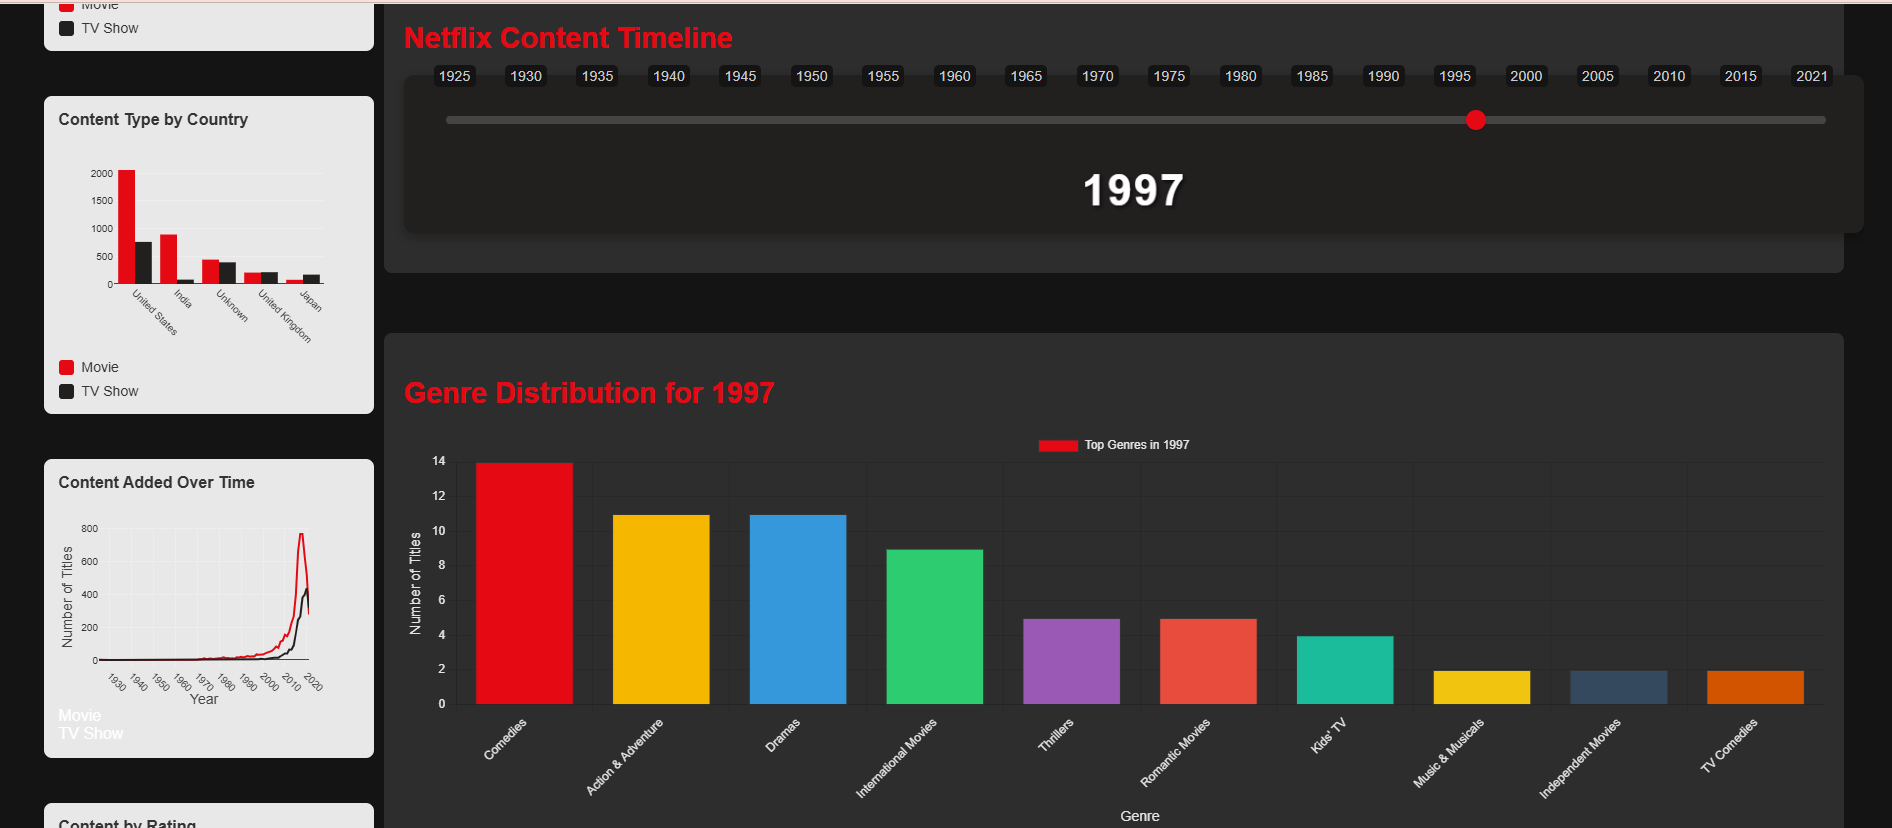 Movie
TV Show
Content Type by Country
2000
1500
1000
500
0
United States
India
Unknown
United Kingdom
Japan
Movie
TV Show
Content Added Over Time
800
600
400
200
0
Number of Titles
1930
1940
1950
1960
1970
1980
1990
2000
2010
2020
Year
Movie
TV Show
Content by Rating
Netflix Content Timeline
1925 1930 1935 1940 1945 1950 1955 1960 1965 1970 1975 1980 1985 1990 1995 2000 2005 2010 2015 2021
1997
Genre Distribution for 1997
Top Genres in 1997
14
12
10
8
6
4
2
0
Number of Titles
Comedies
Action & Adventure
Dramas
International Movies
Thrillers
Romantic Movies
Kids' TV
Music & Musicals
Independent Movies
TV Comedies
Genre